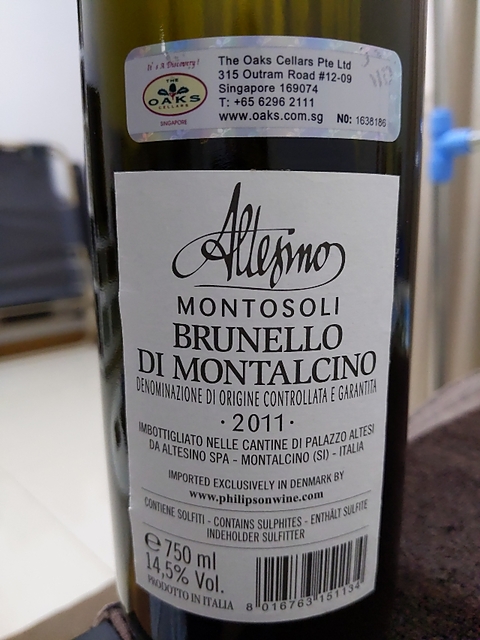 It's A Discovery!
THE
OAKS
CELLARS
SINGAPORE
The Oaks Cellars Pte Ltd
315 Outram Road #12-09
Singapore 169074
T: +65 6296 2111
www.oaks.com.sg
N0: 1638186
Altesino
MONTOSOLI
BRUNELLO
DI MONTALCINO
DENOMINAZIONE DI ORIGINE CONTROLLATA E GARANTITA
·2011·
IMBOTTIGLIATO NELLE CANTINE DI PALAZZO ALTESI
DA ALTESINO SPA - MONTALCINO (SI) - ITALIA
IMPORTED EXCLUSIVELY IN DENMARK BY
www.philipsonwine.com
CONTIENE SOLFITI - CONTAINS SULPHITES - ENTHÄLT SULFITE
INDEHOLDER SULFITTER
e 750 ml
14,5% Vol.
PRODOTTO IN ITALIA
8 016763 151134